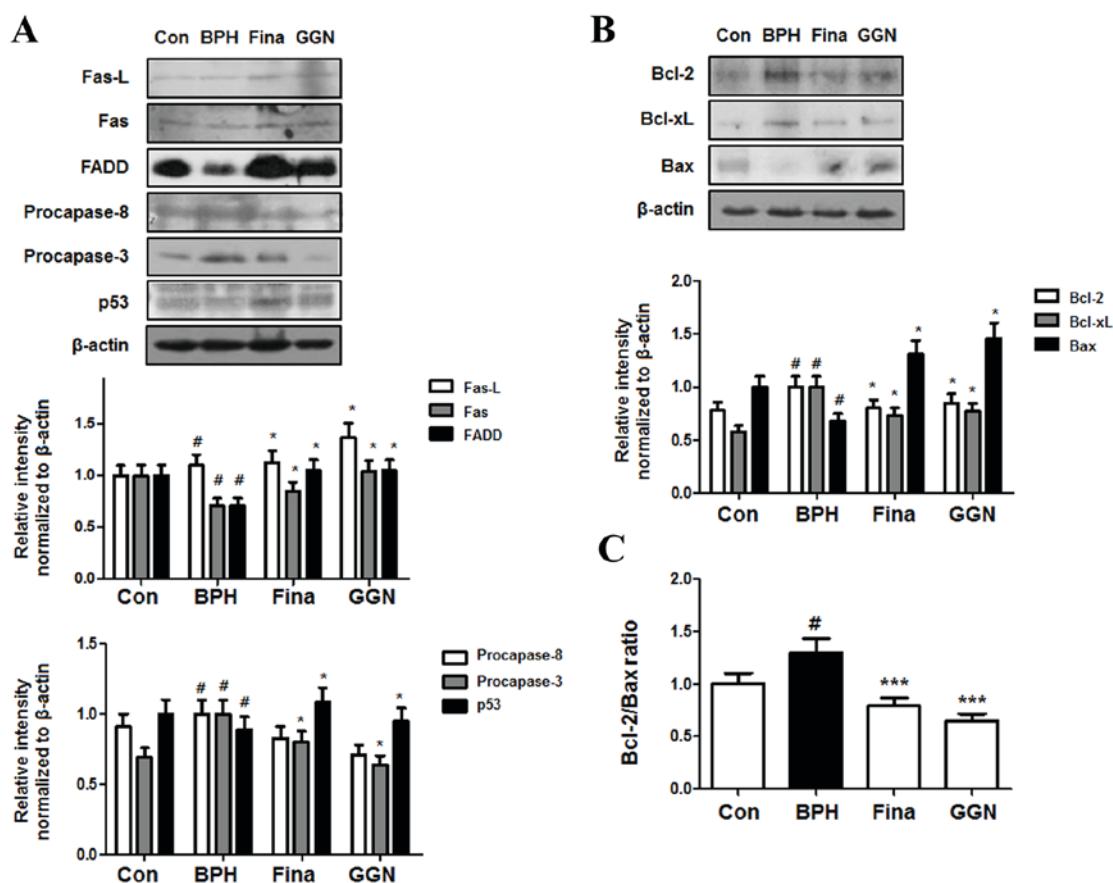 A
Con BPH Fina GGN
Fas-L
Fas
FADD
Procapase-8
Procapase-3
p53
β-actin
Relative intensity
normalized to β-actin
1.5
1.0
0.5
0.0
Fas-L
Fas
FADD
# # #
* * *
* * *
Con BPH Fina GGN
Relative intensity
normalized to β-actin
1.5
1.0
0.5
0.0
Procapase-8
Procapase-3
p53
# # #
* *
* *
Con BPH Fina GGN
B
Con BPH Fina GGN
Bcl-2
Bcl-xL
Bax
β-actin
Relative intensity
normalized to β-actin
2.0
1.5
1.0
0.5
0.0
Bcl-2
Bcl-xL
Bax
# # #
* * *
* * *
Con BPH Fina GGN
C
Bcl-2/Bax ratio
2.0
1.5
1.0
0.5
0.0
#
***
***
Con BPH Fina GGN